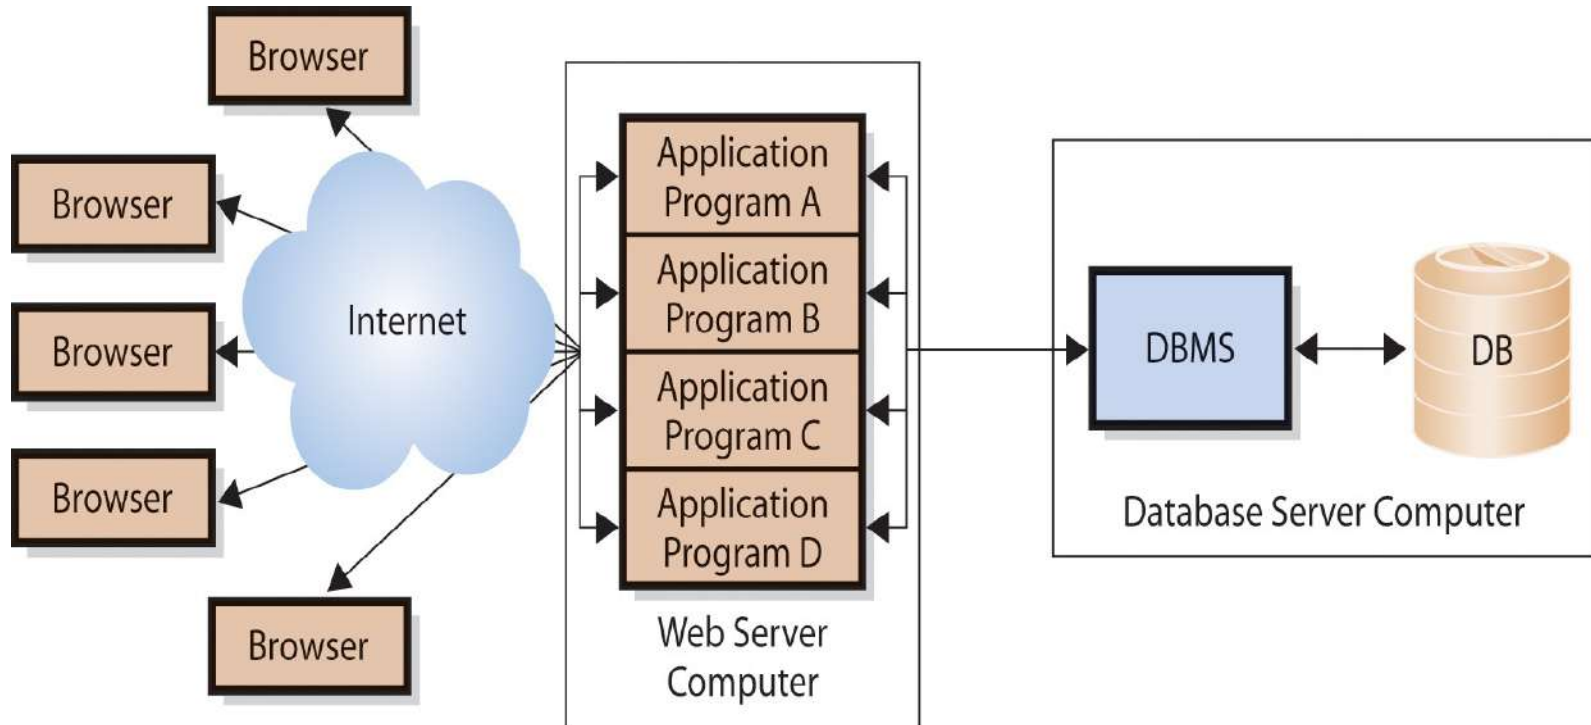 Browser
Browser
Browser
Browser
Browser
Internet
Application
Program A
Application
Program B
Application
Program C
Application
Program D
Web Server
Computer
DBMS
DB
Database Server Computer